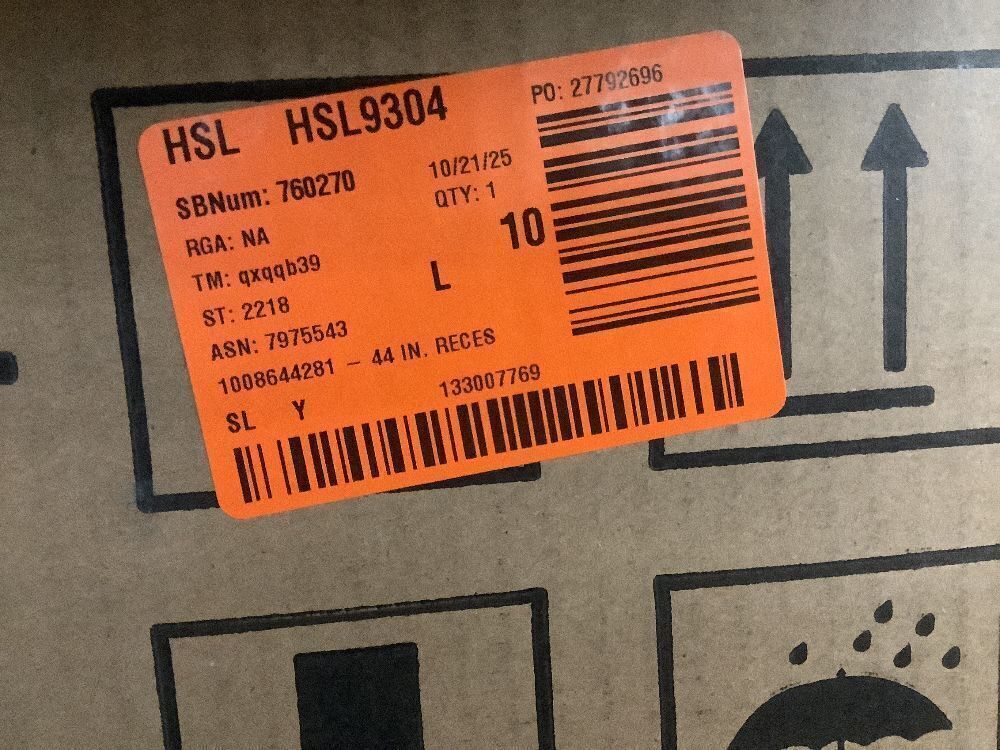 HSL HSL9304
PO: 27792696
SBNum: 760270
10/21/25
RGA: NA
QTY: 1
TM: qxqqb39
10
ST: 2218
L
ASN: 7975543
1008644281 - 44 IN. RECES
SL Y
133007769